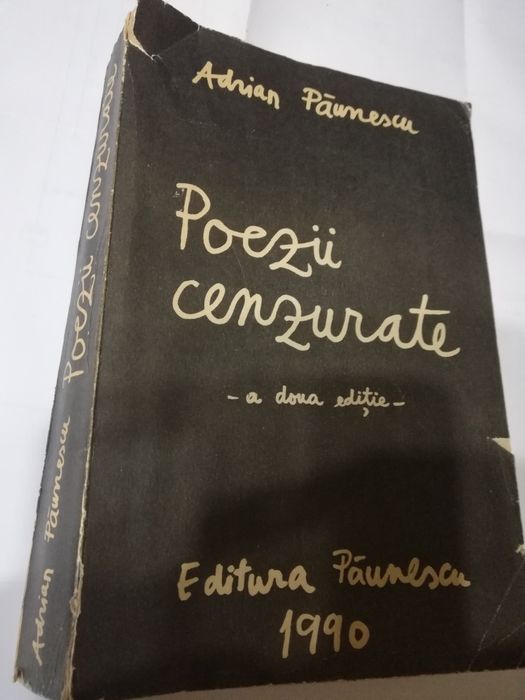 Adrian Păunescu
Poezii
cenzurate
- a doua ediție -
Editura Păunescu
1990
Adrian Păunescu Poezii cenzurate